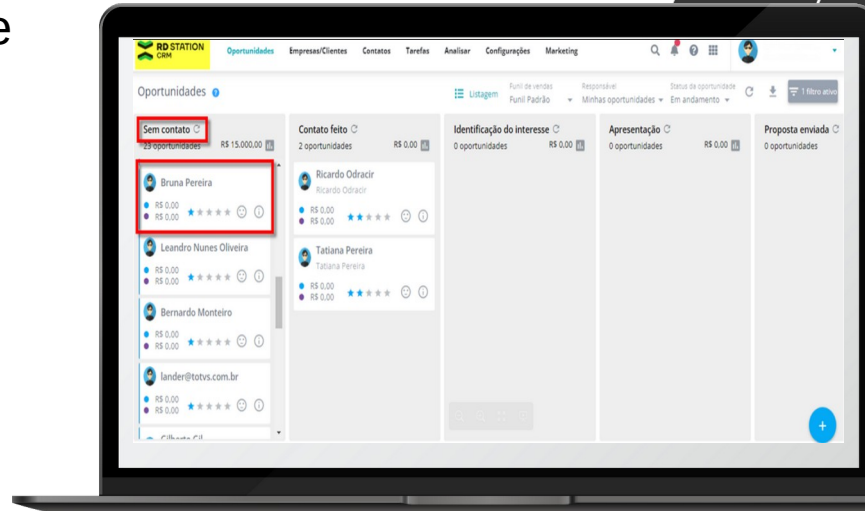 e
RD STATION
CRM
Oportunidades Empresas/Clientes Contatos Tarefas Analisar Configurações Marketing
Oportunidades
Listagem
Funil de vendas
Funil Padrão
Responsável
Minhas oportunidades
Status da oportunidade
Em andamento
1 filtro ativo
Sem contato
23 oportunidades R$ 15.000,00
Bruna Pereira
R$ 0,00
R$ 0,00
Leandro Nunes Oliveira
R$ 0,00
R$ 0,00
Bernardo Monteiro
R$ 0,00
R$ 0,00
lander@totvs.com.br
R$ 0,00
R$ 0,00
Gilberto Gil
Contato feito
2 oportunidades R$ 0,00
Ricardo Odracir
Ricardo Odracir
R$ 0,00
R$ 0,00
Tatiana Pereira
Tatiana Pereira
R$ 0,00
R$ 0,00
Identificação do interesse
0 oportunidades R$ 0,00
Apresentação
0 oportunidades R$ 0,00
Proposta enviada
0 oportunidades